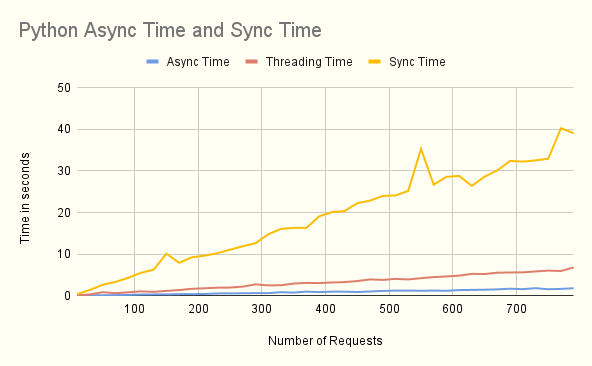 Python Async Time and Sync Time
Async Time Threading Time Sync Time
Time in seconds
50
40
30
20
10
0
100 200 300 400 500 600 700
Number of Requests